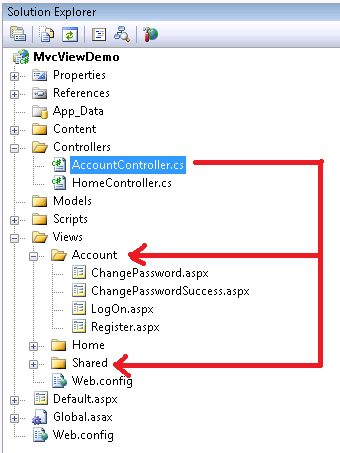 Solution Explorer
MvcViewDemo
Properties
References
App_Data
Content
Controllers
AccountController.cs
HomeController.cs
Models
Scripts
Views
Account
ChangePassword.aspx
ChangePasswordSuccess.aspx
LogOn.aspx
Register.aspx
Home
Shared
Web.config
Default.aspx
Global.asax
Web.config